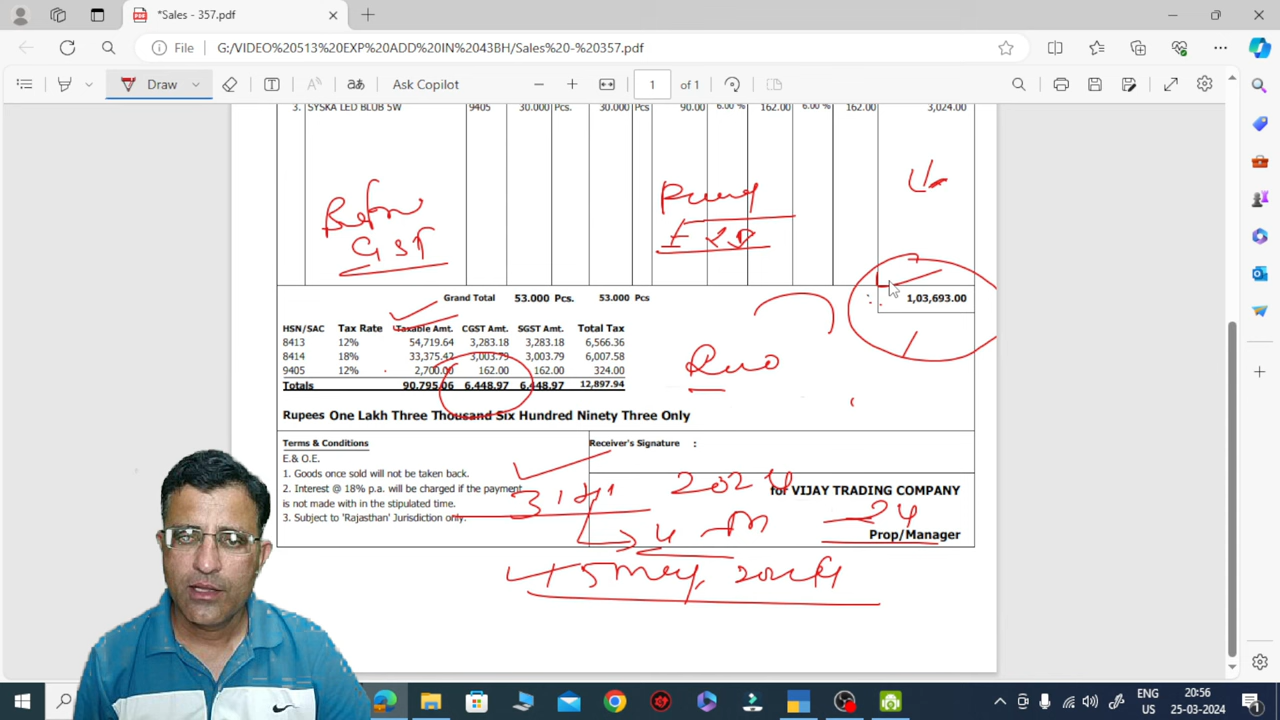 *Sales - 357.pdf
File G:/VIDEO%20513%20EXP%20ADD%20IN%2043BH/Sales%20-%20357.pdf
Draw Ask Copilot 1 of 1
3. SYSKA LED BLUB 5W 9405 30.000 Pcs. 30.000 Pcs 90.00 6.00 % 162.00 6.00 % 162.00 3,024.00
Before
GST
Grand Total 53.000 Pcs. 53.000 Pcs 1,03,693.00
HSN/SAC Tax Rate Taxable Amt. CGST Amt. SGST Amt. Total Tax
8413 12% 54,719.64 3,283.18 3,283.18 6,566.36
8414 18% 33,375.42 3,003.79 3,003.79 6,007.58
9405 12% 2,700.00 162.00 162.00 324.00
Totals 90,795.06 6,448.97 6,448.97 12,897.94
Rupees One Lakh Three Thousand Six Hundred Ninety Three Only
Terms & Conditions
Receiver's Signature :
E.& O.E.
1. Goods once sold will not be taken back.
2. Interest @ 18% p.a. will be charged if the payment
is not made with in the stipulated time.
3. Subject to 'Rajasthan' Jurisdiction only.
2024
for VIJAY TRADING COMPANY
24
Prop/Manager
5 May, 2024
ENG
US
20:56
25-03-2024